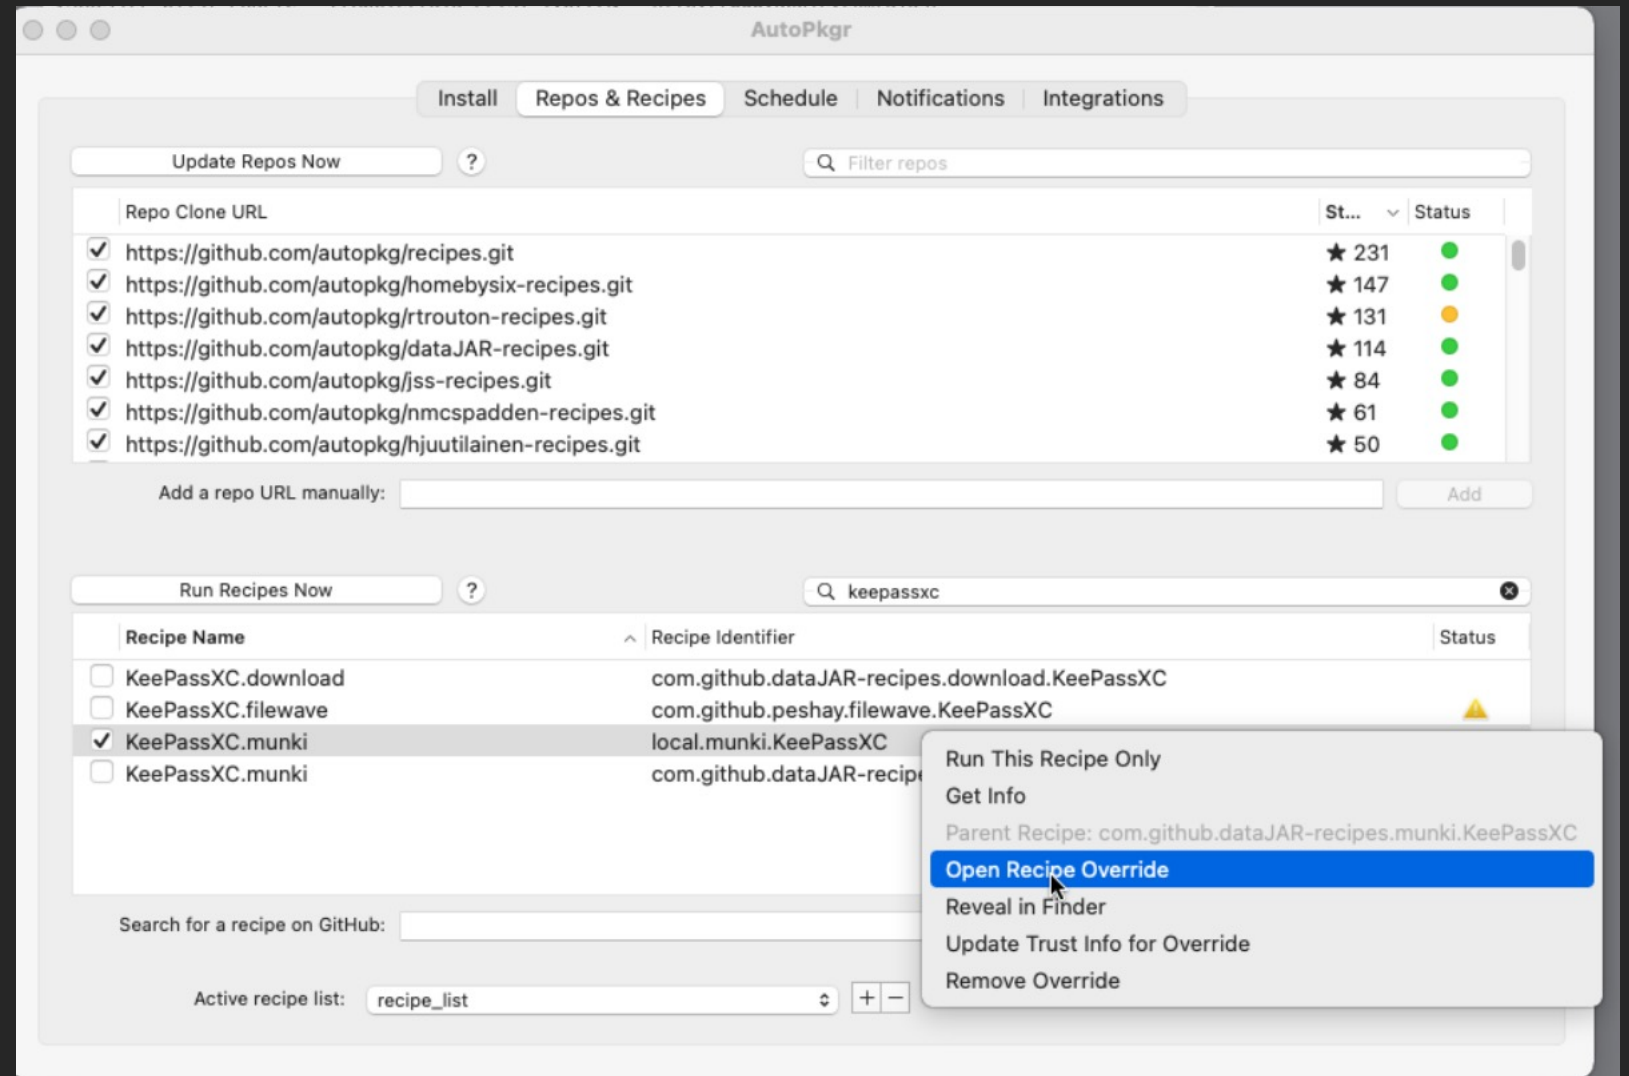 AutoPkgr
Install Repos & Recipes Schedule Notifications Integrations
Update Repos Now ? Filter repos
Repo Clone URL St... Status
https://github.com/autopkg/recipes.git ★ 231
https://github.com/autopkg/homebysix-recipes.git ★ 147
https://github.com/autopkg/rtrouton-recipes.git ★ 131
https://github.com/autopkg/dataJAR-recipes.git ★ 114
https://github.com/autopkg/jss-recipes.git ★ 84
https://github.com/autopkg/nmcspadden-recipes.git ★ 61
https://github.com/autopkg/hjuutilainen-recipes.git ★ 50
Add a repo URL manually: Add
Run Recipes Now ? keepassxc
Recipe Name Recipe Identifier Status
KeePassXC.download com.github.dataJAR-recipes.download.KeePassXC
KeePassXC.filewave com.github.peshay.filewave.KeePassXC
KeePassXC.munki local.munki.KeePassXC
KeePassXC.munki com.github.dataJAR-recipe
Run This Recipe Only
Get Info
Parent Recipe: com.github.dataJAR-recipes.munki.KeePassXC
Open Recipe Override
Reveal in Finder
Update Trust Info for Override
Remove Override
Search for a recipe on GitHub:
Active recipe list: recipe_list + −